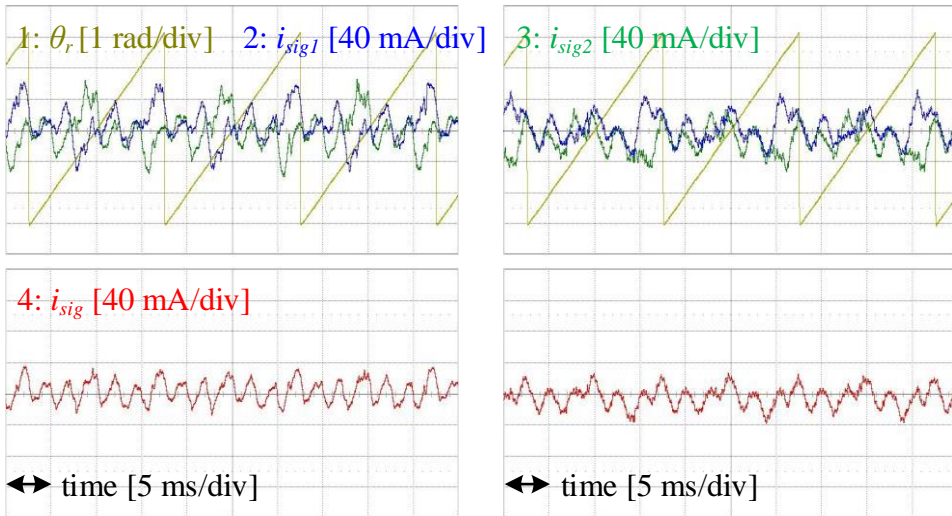 1: θr [1 rad/div] 2: isig1 [40 mA/div] 3: isig2 [40 mA/div]
4: isig [40 mA/div]
time [5 ms/div] time [5 ms/div]